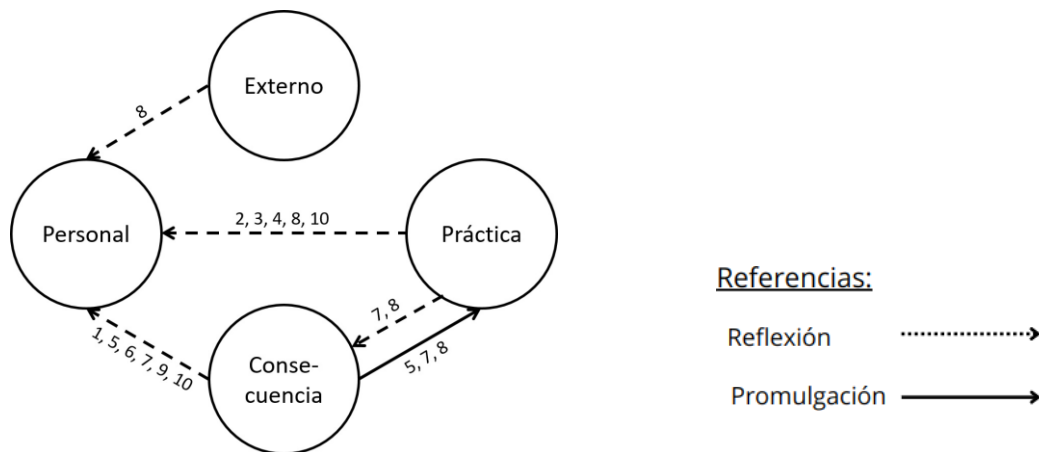 Externo
8
Personal
2, 3, 4, 8, 10
Práctica
7, 8
1, 5, 6, 7, 9, 10
Conse-
cuencia
5, 7, 8
Referencias:
Reflexión
Promulgación